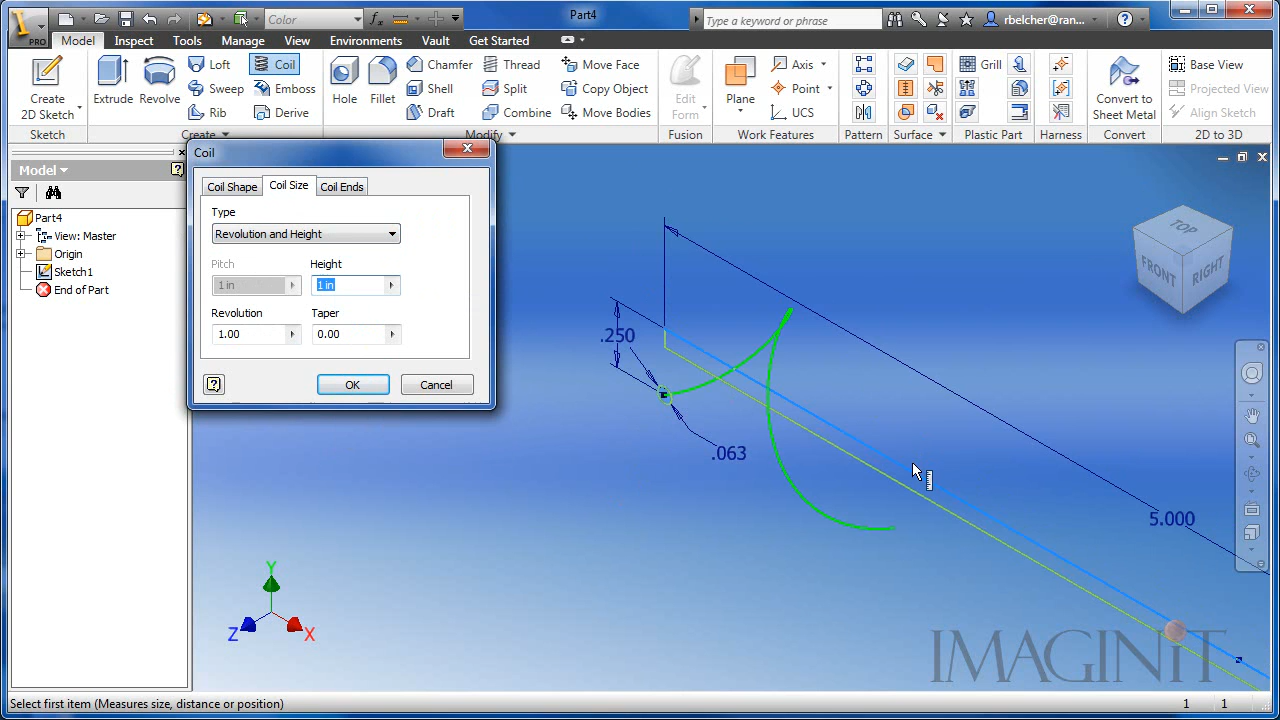 PRO
Color
Part4
Type a keyword or phrase
rbelcher@ran...
Model
Inspect
Tools
Manage
View
Environments
Vault
Get Started
Create
2D Sketch
Extrude
Revolve
Loft
Sweep
Rib
Coil
Emboss
Derive
Hole
Fillet
Chamfer
Shell
Draft
Thread
Split
Combine
Move Face
Copy Object
Move Bodies
Edit
Form
Plane
Axis
Point
UCS
Grill
Convert to
Sheet Metal
Base View
Projected View
Align Sketch
Sketch
Create
Modify
Fusion
Work Features
Pattern
Surface
Plastic Part
Harness
Convert
2D to 3D
Model
Part4
View: Master
Origin
Sketch1
End of Part
Coil
Coil Shape
Coil Size
Coil Ends
Type
Revolution and Height
Pitch
Height
1 in
1 in
Revolution
Taper
1.00
0.00
OK
Cancel
.250
.063
5.000
TOP
FRONT
RIGHT
Y
Z
X
IMAGINiT
Select first item (Measures size, distance or position)
1
1